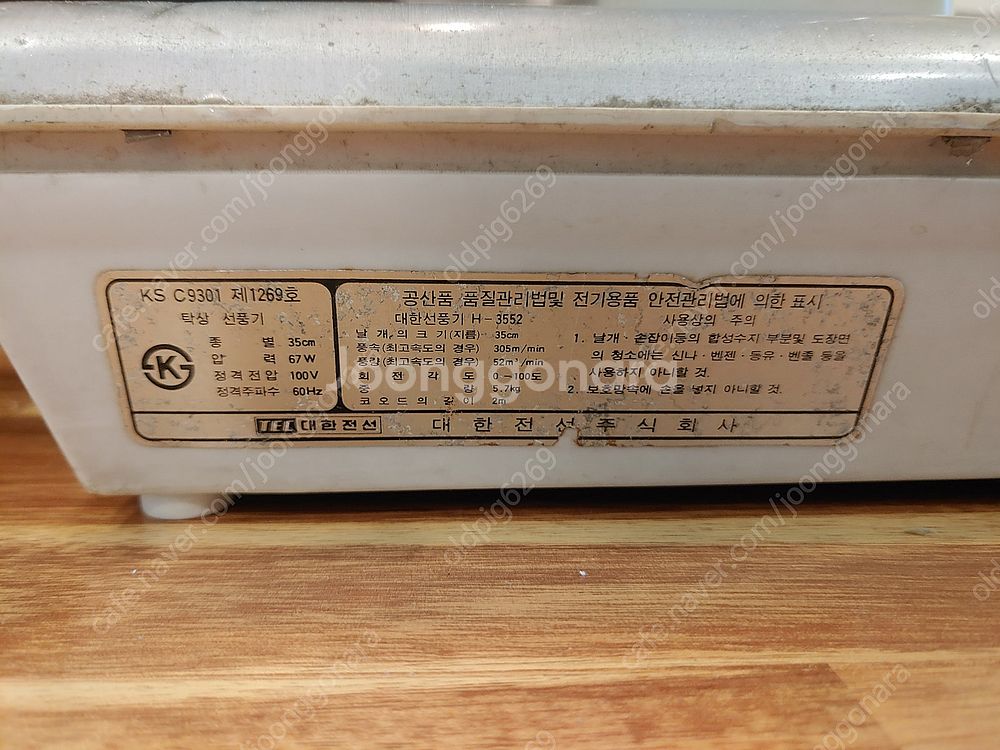 KS C9301 제1269호
탁상 선풍기
종 별 35cm
압 력 67W
정격전압 100V
정격주파수 60Hz
공산품 품질관리법및 전기용품 안전관리법에 의한 표시
대한선풍기 H-3552
날개의크기(지름) 35cm
풍속(최고속도의 경우) 305m/min
풍량(최고속도의 경우) 52m³/min
회 전 각 도 0~100도
중 량 5.7kg
코오드의 길이 2m
사용상의 주의
1. 날개·손잡이등의 합성수지 부분및 도장면
의 청소에는 신나·벤젠·등유·벤졸 등을
사용하지 아니할 것.
2. 보호망속에 손을 넣지 아니할 것.
TEC 대한전선 대 한 전 선 주 식 회 사
Joonggonara
cafe.naver.com/joonggonara
oldpig6269